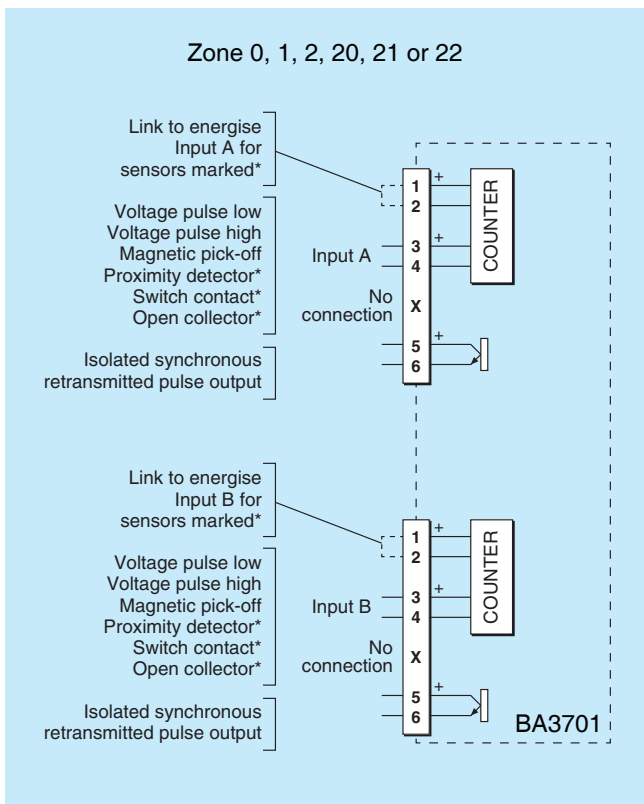 Zone 0, 1, 2, 20, 21 or 22
Link to energise
Input A for
sensors marked*
Voltage pulse low
Voltage pulse high
Magnetic pick-off
Proximity detector*
Switch contact*
Open collector*
Input A
No
connection
Isolated synchronous
retransmitted pulse output
1 +
2
3 +
4
X
5 +
6
COUNTER
Link to energise
Input B for
sensors marked*
Voltage pulse low
Voltage pulse high
Magnetic pick-off
Proximity detector*
Switch contact*
Open collector*
Input B
No
connection
Isolated synchronous
retransmitted pulse output
1 +
2
3 +
4
X
5 +
6
COUNTER
BA3701